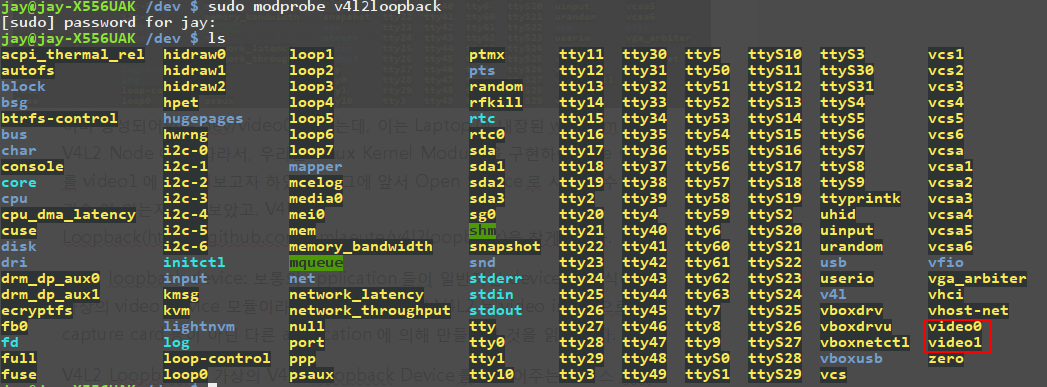 jay@jay-X556UAK /dev $ sudo modprobe v4l2loopback
[sudo] password for jay:
jay@jay-X556UAK /dev $ ls
acpi_thermal_rel hidraw0 loop1 ptmx tty11 tty30 tty5 ttyS10 ttyS3 vcs1
autofs hidraw1 loop2 pts tty12 tty31 tty50 ttyS11 ttyS30 vcs2
block hidraw2 loop3 random tty13 tty32 tty51 ttyS12 ttyS31 vcs3
bsg hpet loop4 rfkill tty14 tty33 tty52 ttyS13 ttyS4 vcs4
btrfs-control hugepages loop5 rtc tty15 tty34 tty53 ttyS14 ttyS5 vcs5
bus hwrng loop6 rtc0 tty16 tty35 tty54 ttyS15 ttyS6 vcs6
char i2c-0 loop7 sda tty17 tty36 tty55 ttyS16 ttyS7 vcsa
console i2c-1 mapper sda1 tty18 tty37 tty56 ttyS17 ttyS8 vcsa1
core i2c-2 mcelog sda2 tty19 tty38 tty57 ttyS18 ttyS9 vcsa2
cpu i2c-3 media0 sda3 tty2 tty39 tty58 ttyS19 ttyprintk vcsa3
cpu_dma_latency i2c-4 mei0 sg0 tty20 tty4 tty59 ttyS2 uhid vcsa4
cuse i2c-5 mem shm tty21 tty40 tty6 ttyS20 uinput vcsa5
disk i2c-6 memory_bandwidth snapshot tty22 tty41 tty60 ttyS21 urandom vcsa6
dri initctl mqueue snd tty23 tty42 tty61 ttyS22 usb vfio
drm_dp_aux0 input net stderr tty24 tty43 tty62 ttyS23 userio vga_arbiter
drm_dp_aux1 kmsg network_latency stdin tty25 tty44 tty63 ttyS24 v4l vhci
ecryptfs kvm network_throughput stdout tty26 tty45 tty7 ttyS25 vboxdrv vhost-net
fb0 lightnvm null tty tty27 tty46 tty8 ttyS26 vboxdrvu video0
fd log port tty0 tty28 tty47 tty9 ttyS27 vboxnetctl video1
full loop-control ppp tty1 tty29 tty48 ttyS0 ttyS28 vboxusb zero
fuse loop0 psaux tty10 tty3 tty49 ttyS1 ttyS29 vcs